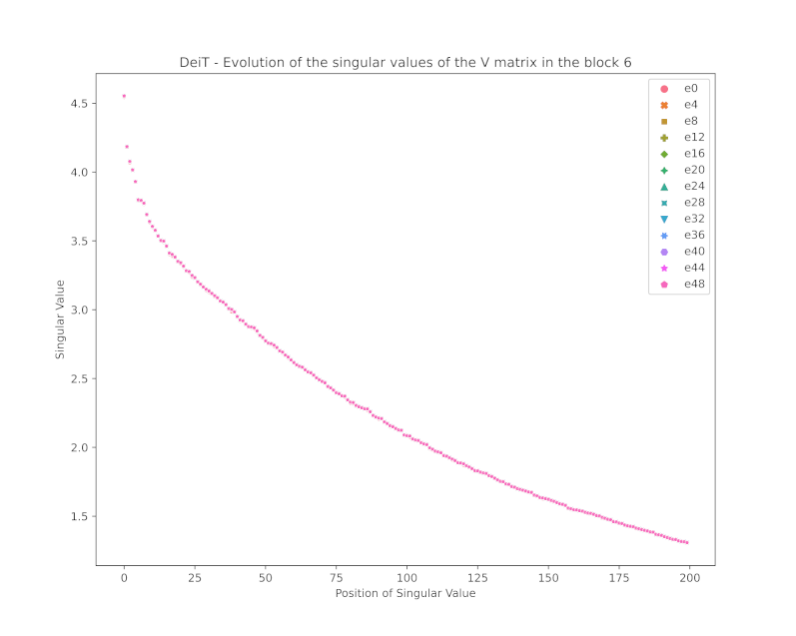 DeiT - Evolution of the singular values of the V matrix in the block 6
e0
e4
e8
e12
e16
e20
e24
e28
e32
e36
e40
e44
e48
4.5
4.0
3.5
3.0
2.5
2.0
1.5
Singular Value
0 25 50 75 100 125 150 175 200
Position of Singular Value